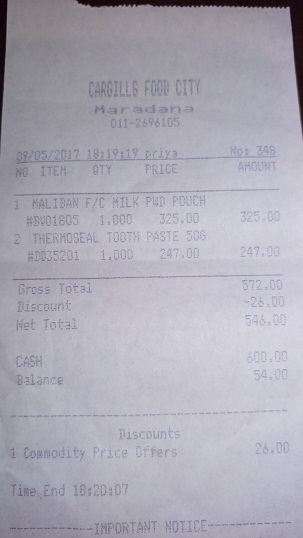 CARGILLS FOOD CITY
Maradana
011-2696105
09/05/2017 18:19:19 priya No: 348
NO ITEM QTY PRICE AMOUNT
1 MALIBAN F/C MILK PWD POUCH
#BV01805 1.000 325.00 325.00
2 THERMOSEAL TOOTH PASTE 50G
#DD35201 1.000 247.00 247.00
Gross Total 572.00
Discount -26.00
Net Total 546.00
CASH 600.00
Balance 54.00
Discounts
1 Commodity Price Offers 26.00
Time End 18:20:07
IMPORTANT NOTICE